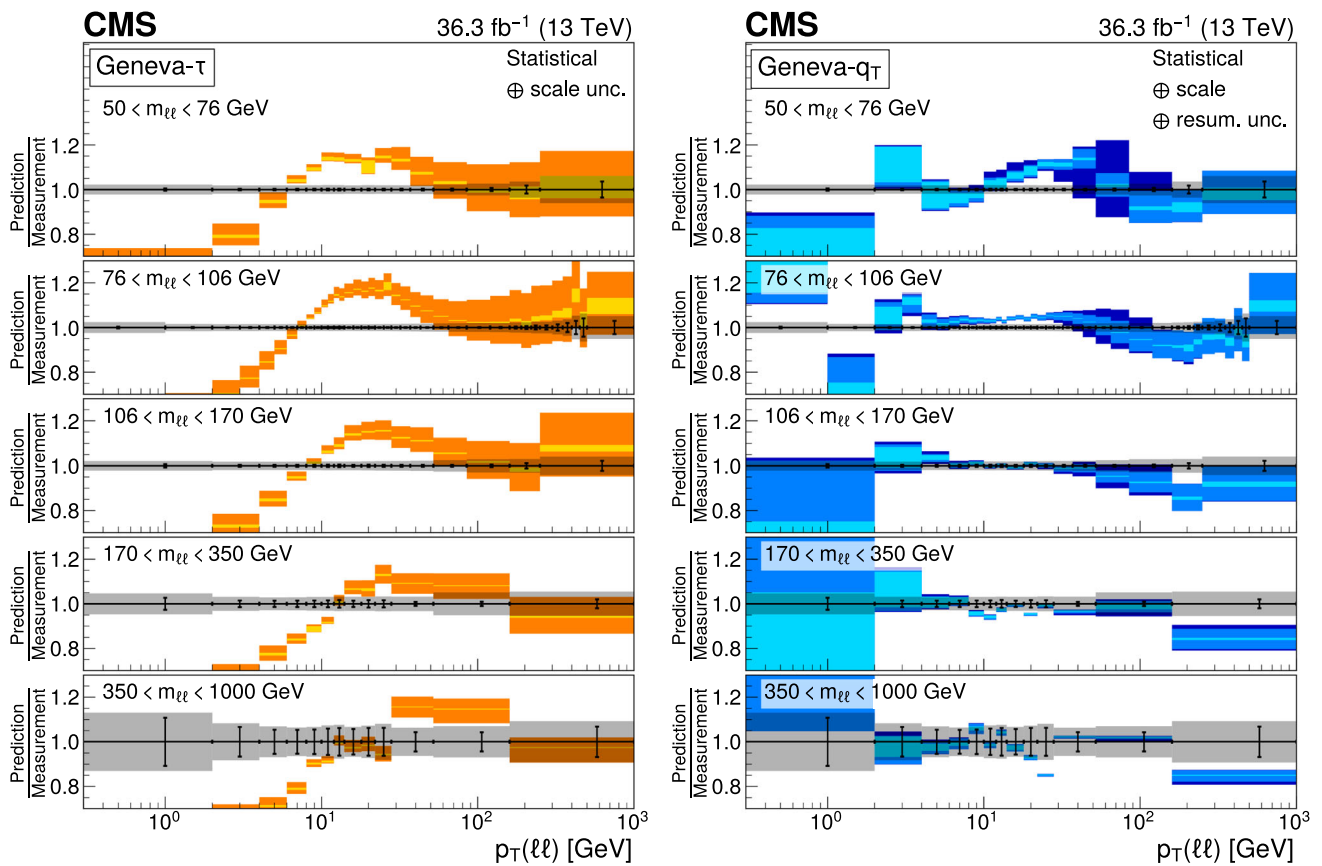 CMS 36.3 fb⁻¹ (13 TeV)
Geneva-τ
Statistical
⊕ scale unc.
50 < mℓℓ < 76 GeV
Prediction
Measurement
1.2
1.0
0.8
76 < mℓℓ < 106 GeV
Prediction
Measurement
1.2
1.0
0.8
106 < mℓℓ < 170 GeV
Prediction
Measurement
1.2
1.0
0.8
170 < mℓℓ < 350 GeV
Prediction
Measurement
1.2
1.0
0.8
350 < mℓℓ < 1000 GeV
Prediction
Measurement
1.2
1.0
0.8
10⁰ 10¹ 10² 10³
pT(ℓℓ) [GeV]
CMS 36.3 fb⁻¹ (13 TeV)
Geneva-qT
Statistical
⊕ scale
⊕ resum. unc.
50 < mℓℓ < 76 GeV
Prediction
Measurement
1.2
1.0
0.8
76 < mℓℓ < 106 GeV
Prediction
Measurement
1.2
1.0
0.8
106 < mℓℓ < 170 GeV
Prediction
Measurement
1.2
1.0
0.8
170 < mℓℓ < 350 GeV
Prediction
Measurement
1.2
1.0
0.8
350 < mℓℓ < 1000 GeV
Prediction
Measurement
1.2
1.0
0.8
10⁰ 10¹ 10² 10³
pT(ℓℓ) [GeV]